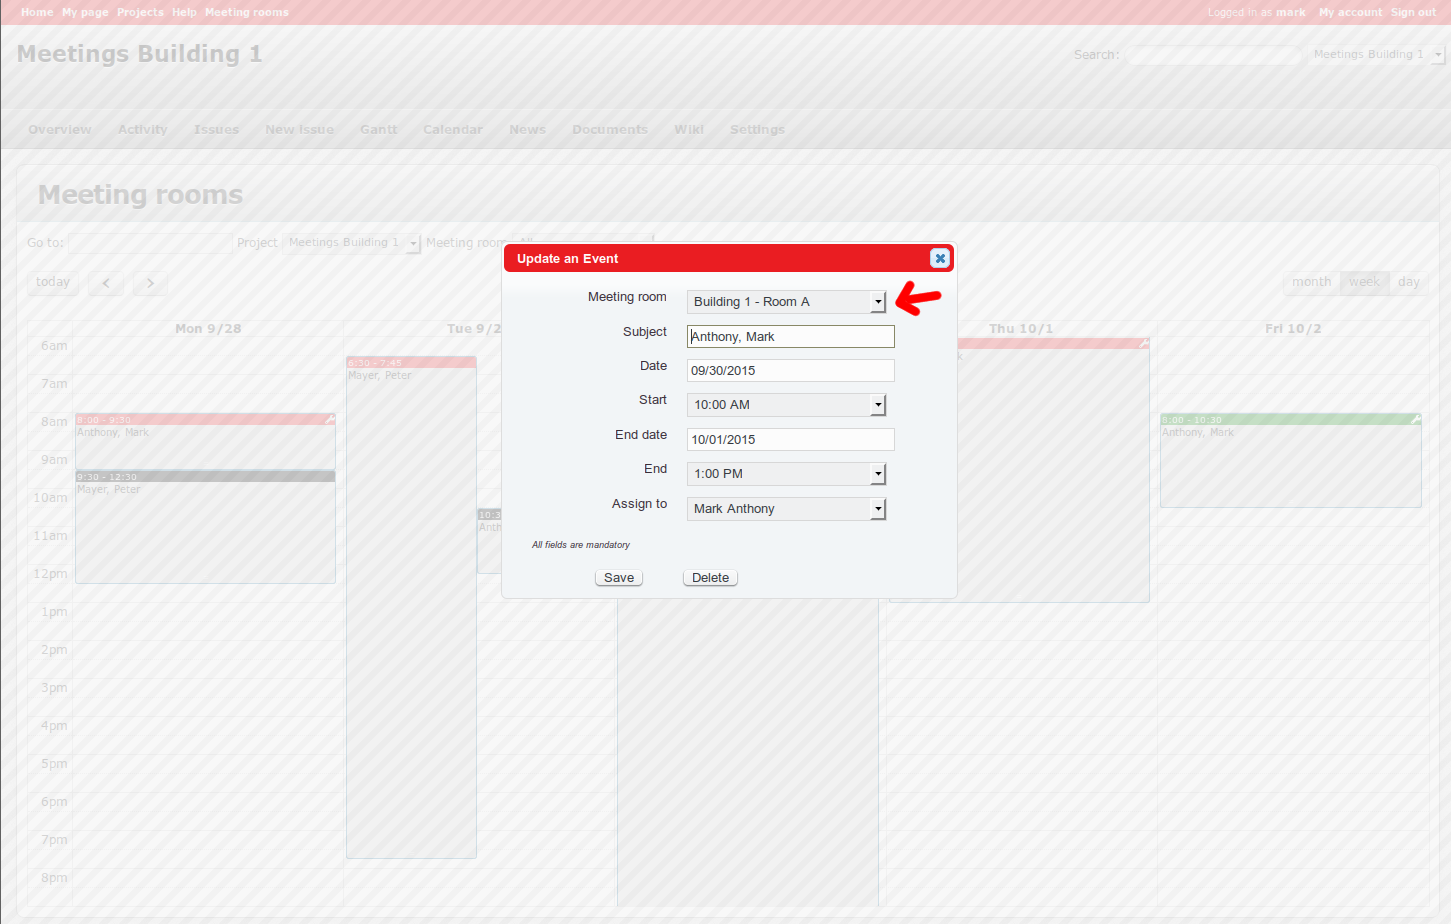 Home My page Projects Help Meeting rooms Logged in as mark My account Sign out
Meetings Building 1 Search: Meetings Building 1
Overview Activity Issues New issue Gantt Calendar News Documents Wiki Settings
Meeting rooms
Go to: Project Meetings Building 1 Meeting room
today < > month week day
Mon 9/28 Tue 9/2 Thu 10/1 Fri 10/2
6am
7am
8am
9am
10am
11am
12pm
1pm
2pm
3pm
4pm
5pm
6pm
7pm
8pm
8:00 - 9:30
Anthony, Mark
9:30 - 12:30
Mayer, Peter
6:30 - 7:45
Mayer, Peter
10:3
Anth
k
8:00 - 10:30
Anthony, Mark
Update an Event
Meeting room Building 1 - Room A
Subject Anthony, Mark
Date 09/30/2015
Start 10:00 AM
End date 10/01/2015
End 1:00 PM
Assign to Mark Anthony
All fields are mandatory
Save Delete